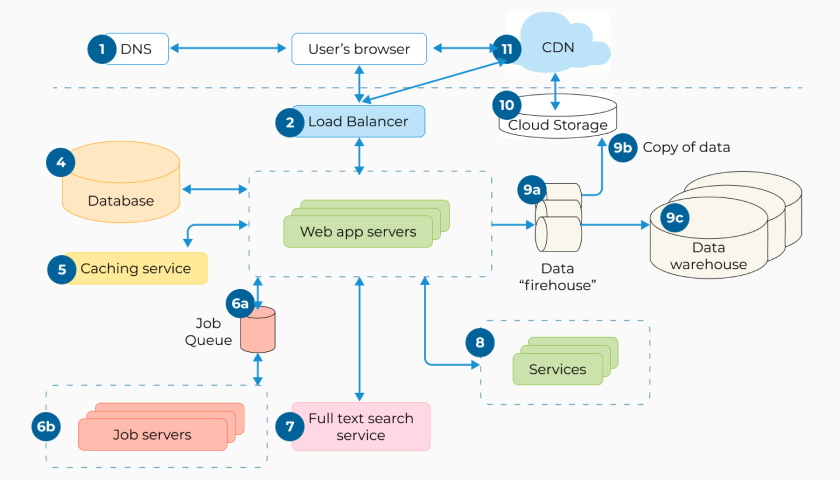 1
DNS
User's browser
11
CDN
2
Load Balancer
10
Cloud Storage
9b
Copy of data
4
Database
Web app servers
9a
Data
“firehouse”
9c
Data
warehouse
5
Caching service
6a
Job
Queue
8
Services
6b
Job servers
7
Full text search
service